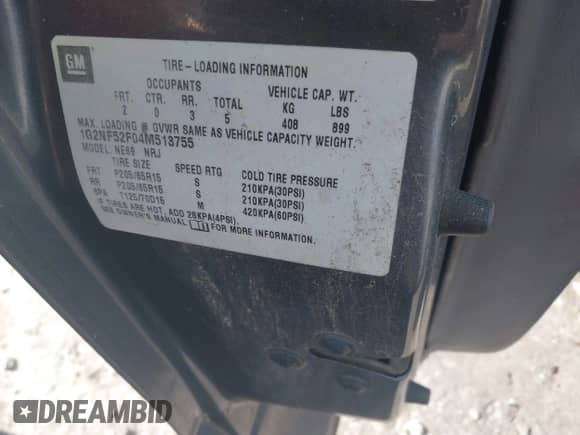 GM
TIRE-LOADING INFORMATION
OCCUPANTS VEHICLE CAP. WT.
FRT. CTR. RR. TOTAL KG LBS
2 0 3 5 408 899
MAX. LOADING @ GVWR SAME AS VEHICLE CAPACITY WEIGHT.
1G2NF52F04M513755
MODEL: NE69 NRJ
TIRE SIZE SPEED RTG COLD TIRE PRESSURE
FRT P205/65R15 S 210KPA(30PSI)
RR P205/65R15 S 210KPA(30PSI)
SPA T125/70D15 M 420KPA(60PSI)
IF TIRES ARE HOT, ADD 28KPA(4PSI).
SEE OWNER'S MANUAL FOR MORE INFORMATION.
DREAMBID